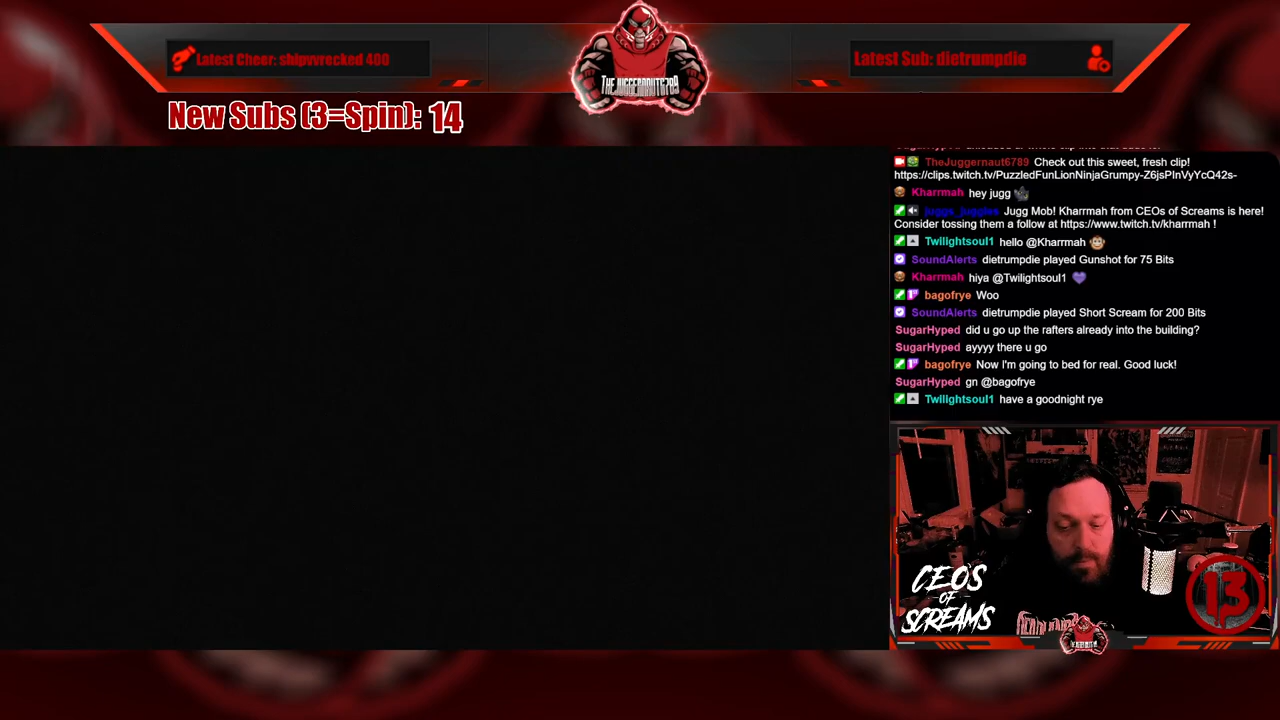 Latest Cheer: shipvvrecked 400
THEJUGGERNAUT6789
Latest Sub: dietrumpdie
New Subs (3=Spin): 14
TheJuggernaut6789 Check out this sweet, fresh clip!
https://clips.twitch.tv/PuzzledFunLionNinjaGrumpy-Z6jsPInVyYcQ42s-
Kharrmah hey jugg
juggs_juggles Jugg Mob! Kharrmah from CEOs of Screams is here!
Consider tossing them a follow at https://www.twitch.tv/kharrmah !
Twilightsoul1 hello @Kharrmah
SoundAlerts dietrumpdie played Gunshot for 75 Bits
Kharrmah hiya @Twilightsoul1
bagofrye Woo
SoundAlerts dietrumpdie played Short Scream for 200 Bits
SugarHyped did u go up the rafters already into the building?
SugarHyped ayyyy there u go
bagofrye Now I'm going to bed for real. Good luck!
SugarHyped gn @bagofrye
Twilightsoul1 have a goodnight rye
CEOS
OF
SCREAMS
13